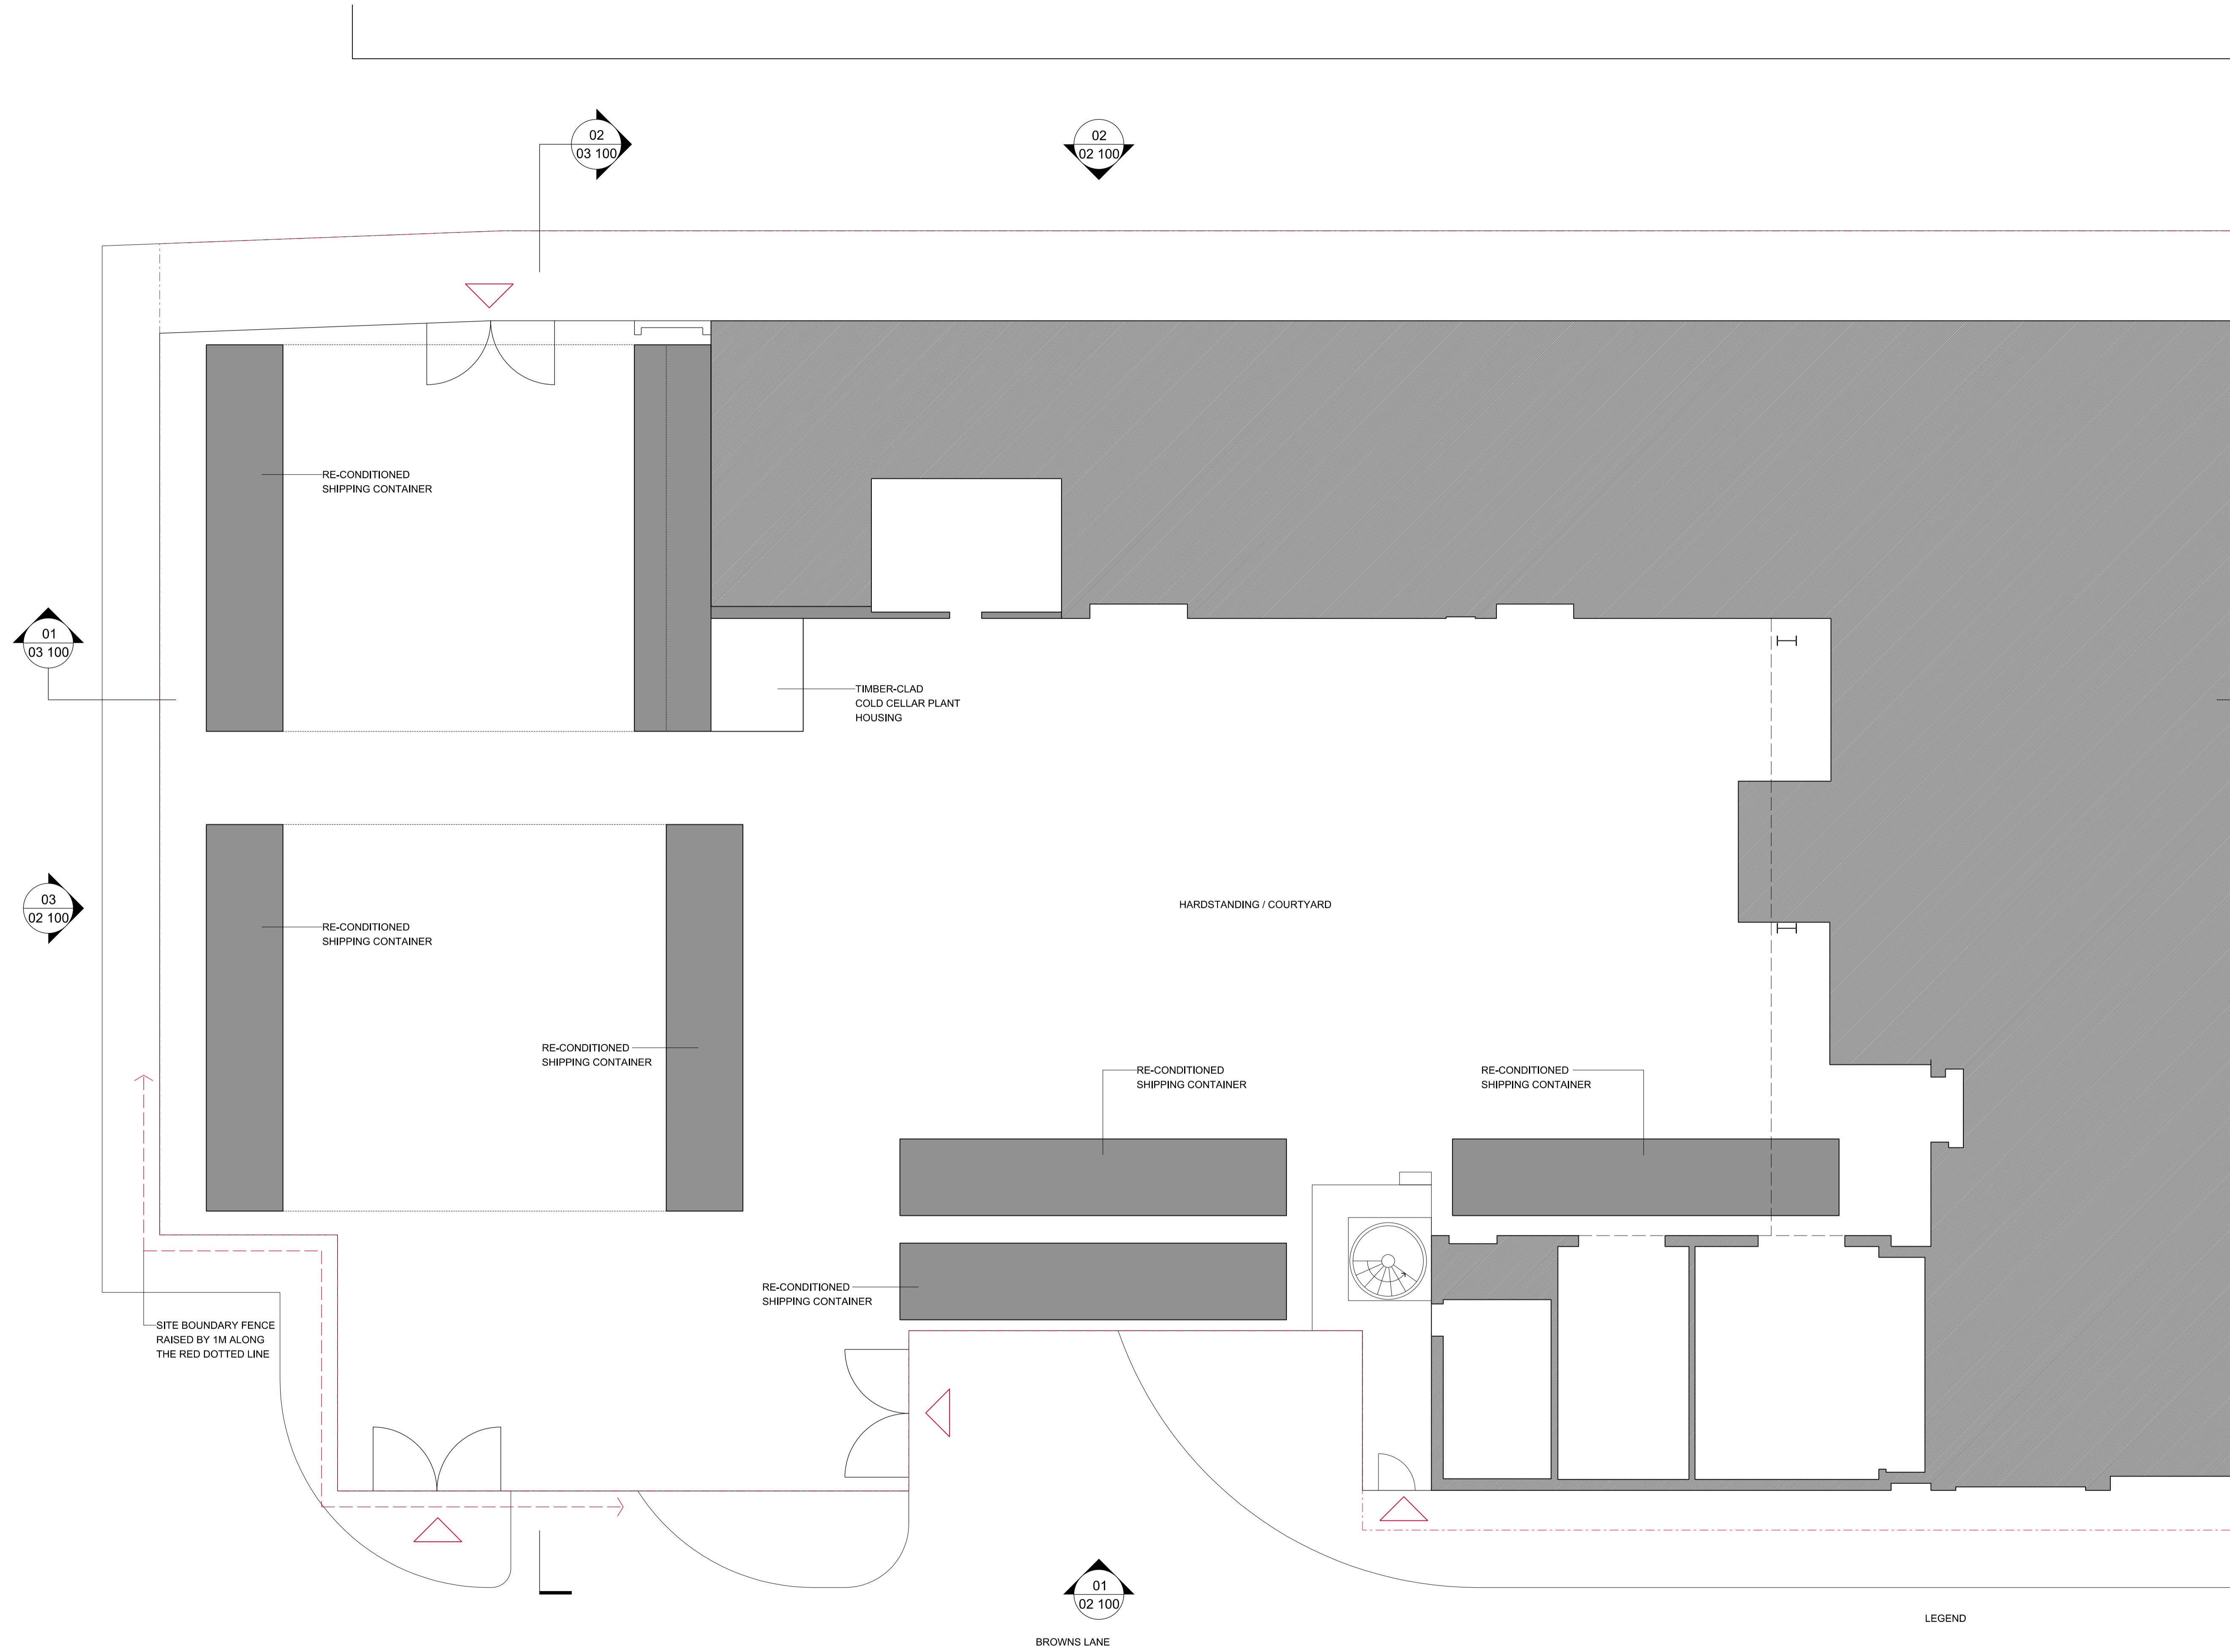 02
03 100
02
02 100
RE-CONDITIONED
SHIPPING CONTAINER
01
03 100
TIMBER-CLAD
COLD CELLAR PLANT
HOUSING
03
02 100
HARDSTANDING / COURTYARD
RE-CONDITIONED
SHIPPING CONTAINER
RE-CONDITIONED
SHIPPING CONTAINER
RE-CONDITIONED
SHIPPING CONTAINER
RE-CONDITIONED
SHIPPING CONTAINER
RE-CONDITIONED
SHIPPING CONTAINER
SITE BOUNDARY FENCE
RAISED BY 1M ALONG
THE RED DOTTED LINE
01
02 100
LEGEND
BROWNS LANE